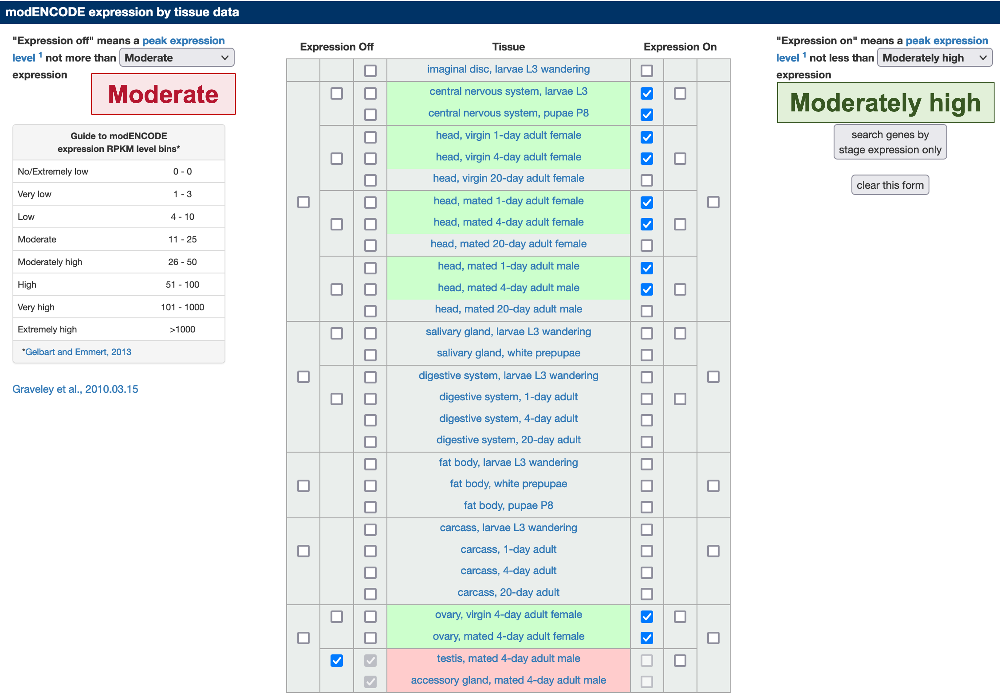 modENCODE expression by tissue data
"Expression off" means a peak expression
level 1 not more than Moderate
expression
Moderate
Guide to modENCODE
expression RPKM level bins*
No/Extremely low 0 - 0
Very low 1 - 3
Low 4 - 10
Moderate 11 - 25
Moderately high 26 - 50
High 51 - 100
Very high 101 - 1000
Extremely high >1000
*Gelbart and Emmert, 2013
Graveley et al., 2010.03.15
Expression Off Tissue Expression On
imaginal disc, larvae L3 wandering
central nervous system, larvae L3
central nervous system, pupae P8
head, virgin 1-day adult female
head, virgin 4-day adult female
head, virgin 20-day adult female
head, mated 1-day adult female
head, mated 4-day adult female
head, mated 20-day adult female
head, mated 1-day adult male
head, mated 4-day adult male
head, mated 20-day adult male
salivary gland, larvae L3 wandering
salivary gland, white prepupae
digestive system, larvae L3 wandering
digestive system, 1-day adult
digestive system, 4-day adult
digestive system, 20-day adult
fat body, larvae L3 wandering
fat body, white prepupae
fat body, pupae P8
carcass, larvae L3 wandering
carcass, 1-day adult
carcass, 4-day adult
carcass, 20-day adult
ovary, virgin 4-day adult female
ovary, mated 4-day adult female
testis, mated 4-day adult male
accessory gland, mated 4-day adult male
"Expression on" means a peak expression
level 1 not less than Moderately high
expression
Moderately high
search genes by
stage expression only
clear this form